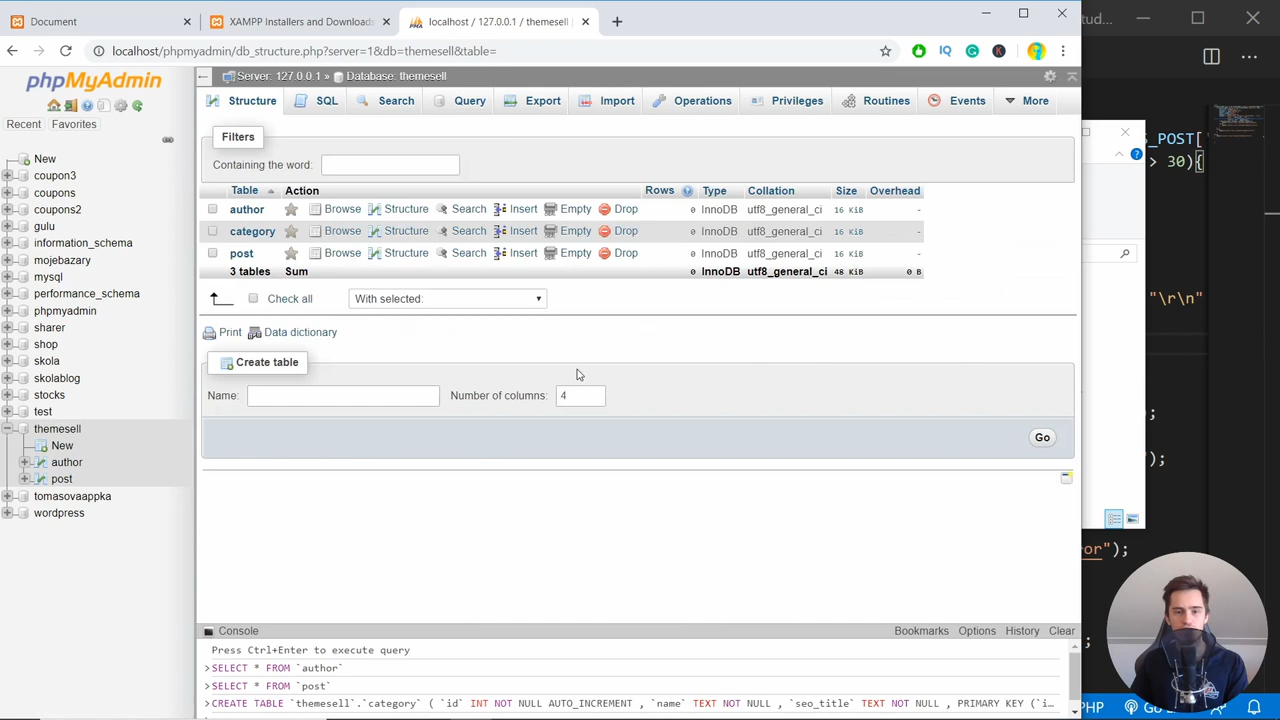 Document
XAMPP Installers and Downloads
localhost / 127.0.0.1 / themesell
localhost/phpmyadmin/db_structure.php?server=1&db=themesell&table=
phpMyAdmin
Recent
Favorites
New
coupon3
coupons
coupons2
gulu
information_schema
mojebazary
mysql
performance_schema
phpmyadmin
sharer
shop
skola
skolablog
stocks
test
themesell
New
author
post
tomasovaappka
wordpress
Server: 127.0.0.1 » Database: themesell
Structure SQL Search Query Export Import Operations Privileges Routines Events More
Filters
Containing the word:
Table Action Rows Type Collation Size Overhead
author Browse Structure Search Insert Empty Drop 0 InnoDB utf8_general_ci 16 KiB -
category Browse Structure Search Insert Empty Drop 0 InnoDB utf8_general_ci 16 KiB -
post Browse Structure Search Insert Empty Drop 0 InnoDB utf8_general_ci 16 KiB -
3 tables Sum 0 InnoDB utf8_general_ci 48 KiB 0 B
Check all With selected:
Print Data dictionary
Create table
Name: Number of columns: 4
Go
Console Bookmarks Options History Clear
Press Ctrl+Enter to execute query
>SELECT * FROM `author`
>SELECT * FROM `post`
>CREATE TABLE `themesell`.`category` ( `id` INT NOT NULL AUTO_INCREMENT , `name` TEXT NOT NULL , `seo_title` TEXT NOT NULL , PRIMARY KEY (`i…
tud...
S_POST["
> 30){
"\r\n"
);
");
or");
;
PHP